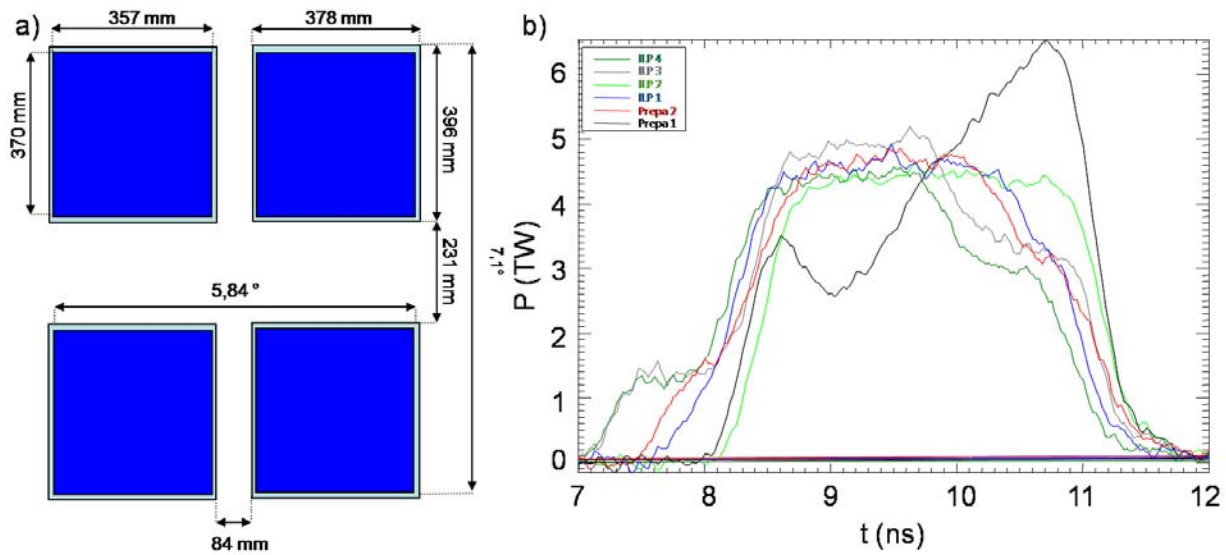 a)
357 mm
378 mm
370 mm
396 mm
231 mm
7,1°
5,84 °
84 mm
b)
ILP 4
ILP 3
ILP 2
ILP 1
Prepa 2
Prepa 1
P (TW)
6
5
4
3
2
1
0
7
8
9
10
11
12
t (ns)